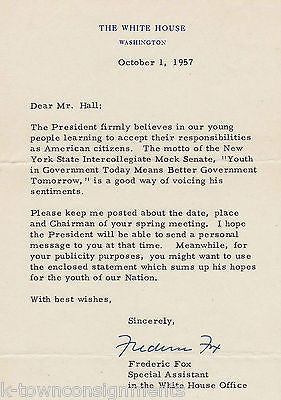 THE WHITE HOUSE
WASHINGTON
October 1, 1957
Dear Mr. Hall;
The President firmly believes in our young
people learning to accept their responsibilities
as American citizens. The motto of the New
York State Intercollegiate Mock Senate, "Youth
in Government Today Means Better Government
Tomorrow," is a good way of voicing his
sentiments.
Please keep me posted about the date, place
and Chairman of your spring meeting. I hope
the President will be able to send a personal
message to you at that time. Meanwhile, for
your publicity purposes, you might want to
use the enclosed statement which sums up his hopes
for the youth of our Nation.
With best wishes,
Sincerely,
Frederic Fox
Frederic Fox
Special Assistant
in the White House Office
k-townconsignments